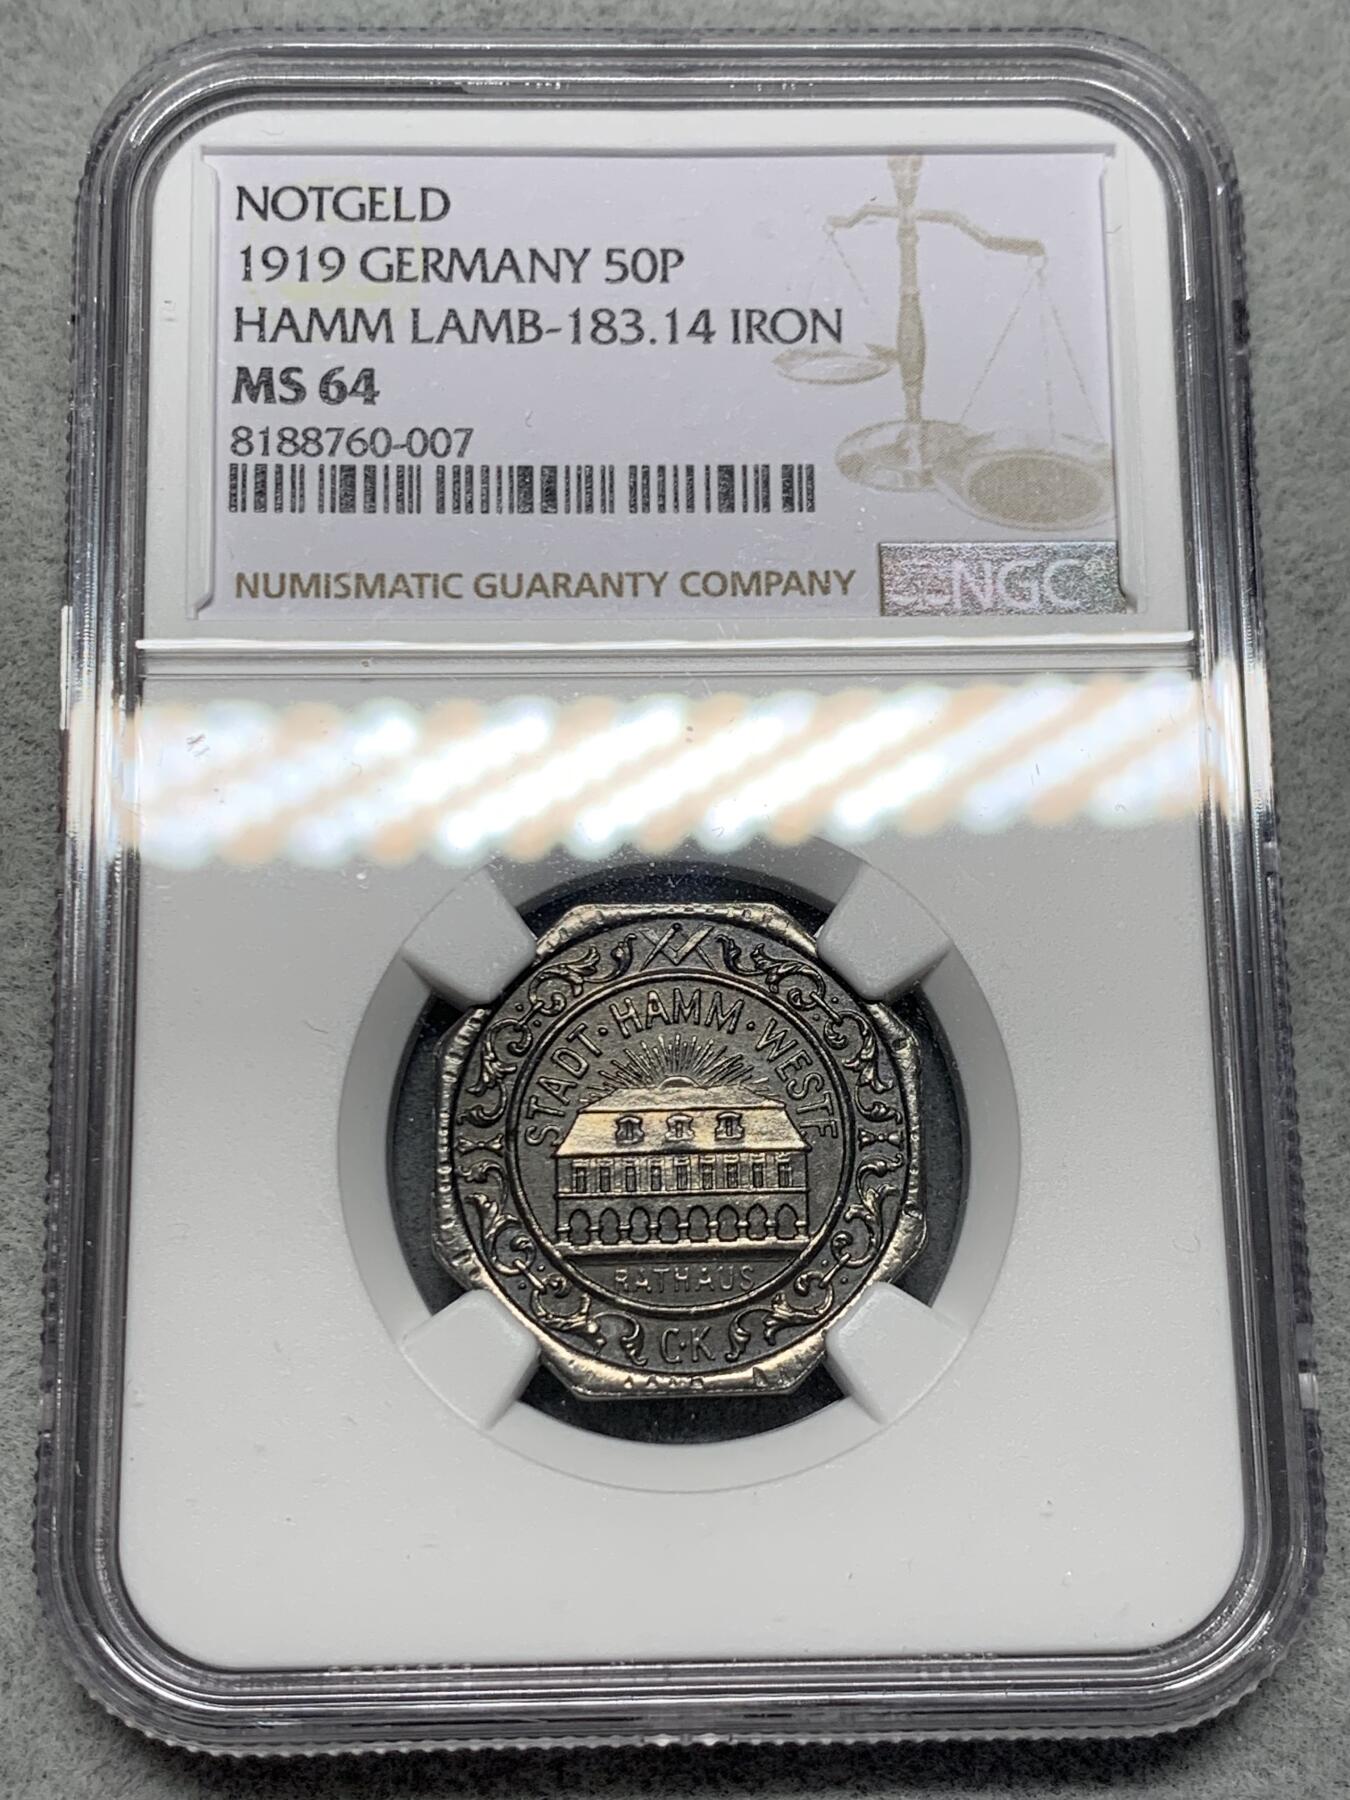 NOTGELD
1919 GERMANY 50P
HAMM LAMB-183.14 IRON
MS 64
8188760-007
NUMISMATIC GUARANTY COMPANY
NGC®
STADT·HAMM·WESTF
RATHAUS
C·K